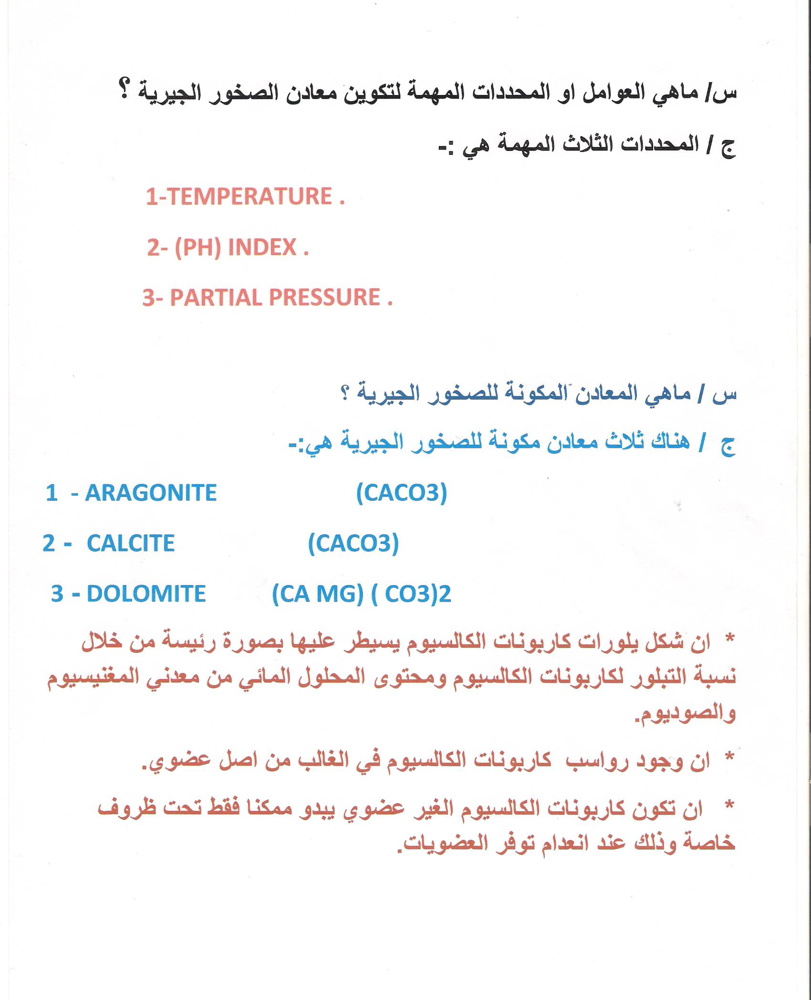 س/ ماهي العوامل او المحددات المهمة لتكوين معادن الصخور الجيرية ؟
ج / المحددات الثلاث المهمة هي :-
1-TEMPERATURE .
2- (PH) INDEX .
3- PARTIAL PRESSURE .
س / ماهي المعادن المكونة للصخور الجيرية ؟
ج / هناك ثلاث معادن مكونة للصخور الجيرية هي:-
1 - ARAGONITE (CACO3)
2 - CALCITE (CACO3)
3 - DOLOMITE (CA MG) ( CO3)2
* ان شكل يلورات كاربونات الكالسيوم يسيطر عليها بصورة رئيسة من خلال
نسبة التبلور لكاربونات الكالسيوم ومحتوى المحلول المائي من معدني المغنيسيوم
والصوديوم.
* ان وجود رواسب كاربونات الكالسيوم في الغالب من اصل عضوي.
* ان تكون كاربونات الكالسيوم الغير عضوي يبدو ممكنا فقط تحت ظروف
خاصة وذلك عند انعدام توفر العضويات.